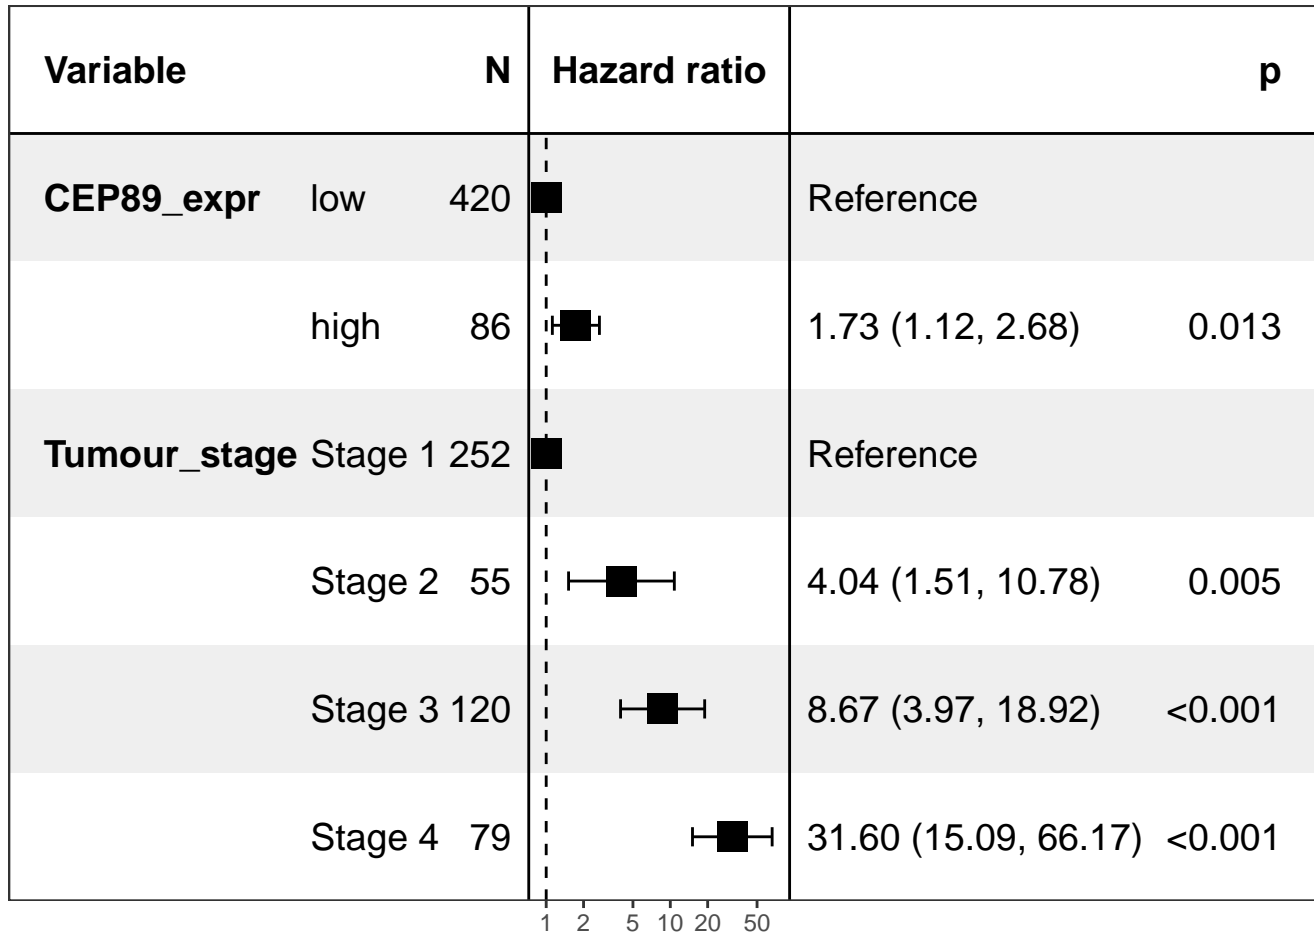 Variable N Hazard ratio p
CEP89_expr low 420 Reference
high 86 1.73 (1.12, 2.68) 0.013
Tumour_stage Stage 1 252 Reference
Stage 2 55 4.04 (1.51, 10.78) 0.005
Stage 3 120 8.67 (3.97, 18.92) <0.001
Stage 4 79 31.60 (15.09, 66.17) <0.001
1 2 5 10 20 50